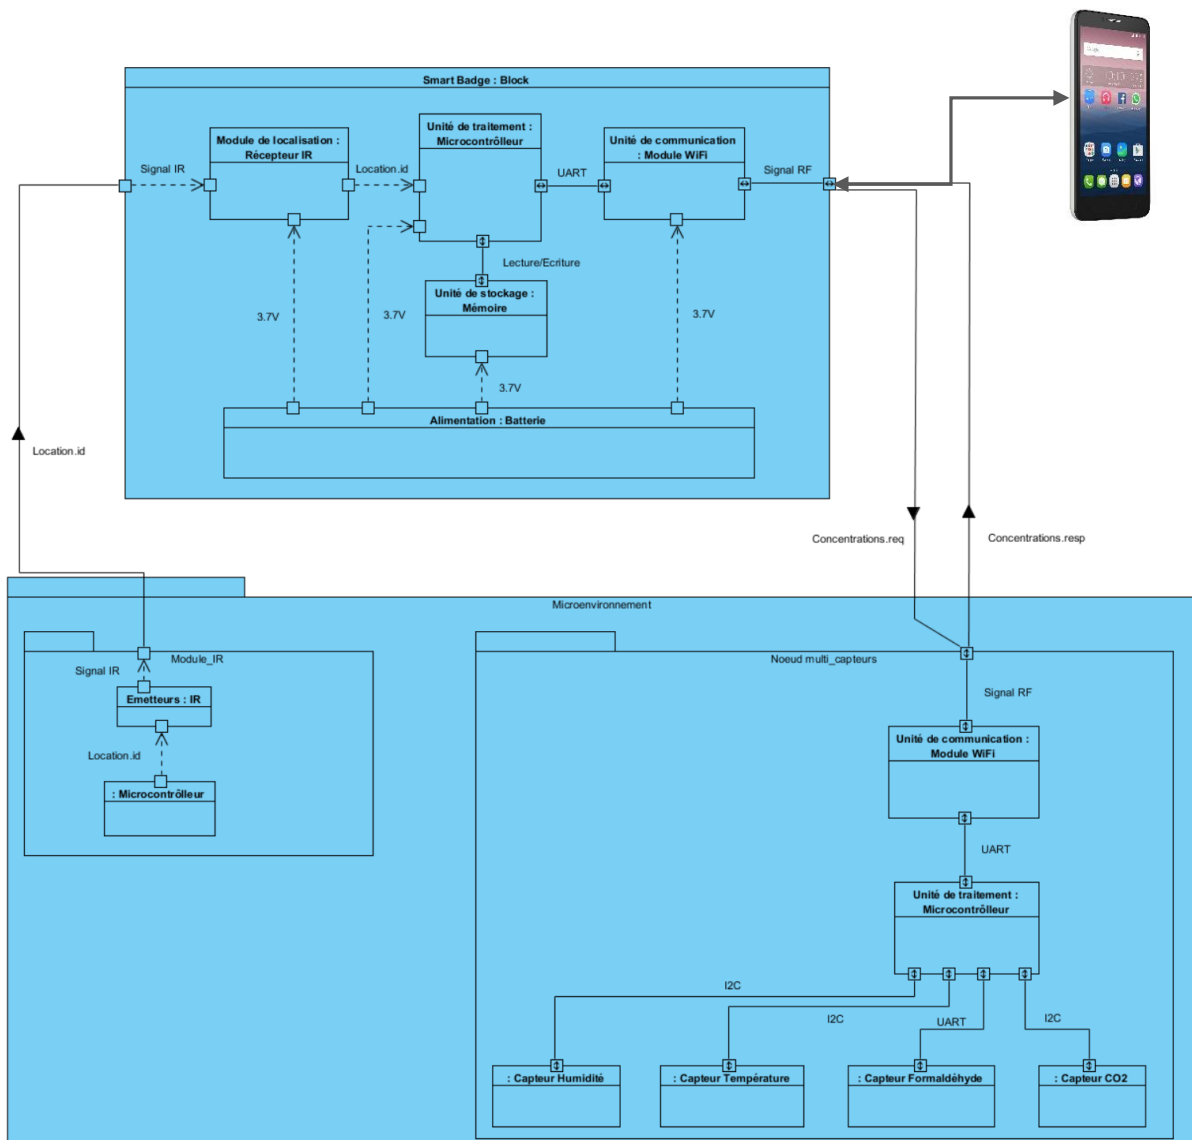 Smart Badge : Block
Module de localisation :
Récepteur IR
Unité de traitement :
Microcontrôlleur
Unité de communication
: Module WiFi
Signal IR
Location.id
UART
Signal RF
Lecture/Ecriture
Unité de stockage :
Mémoire
3.7V
3.7V
3.7V
3.7V
Alimentation : Batterie
Location.id
Concentrations.req
Concentrations.resp
Microenvironnement
Module_IR
Signal IR
Emetteurs : IR
Location.id
: Microcontrôlleur
Noeud multi_capteurs
Signal RF
Unité de communication :
Module WiFi
UART
Unité de traitement :
Microcontrôlleur
I2C
I2C
UART
I2C
: Capteur Humidité
: Capteur Température
: Capteur Formaldéhyde
: Capteur CO2